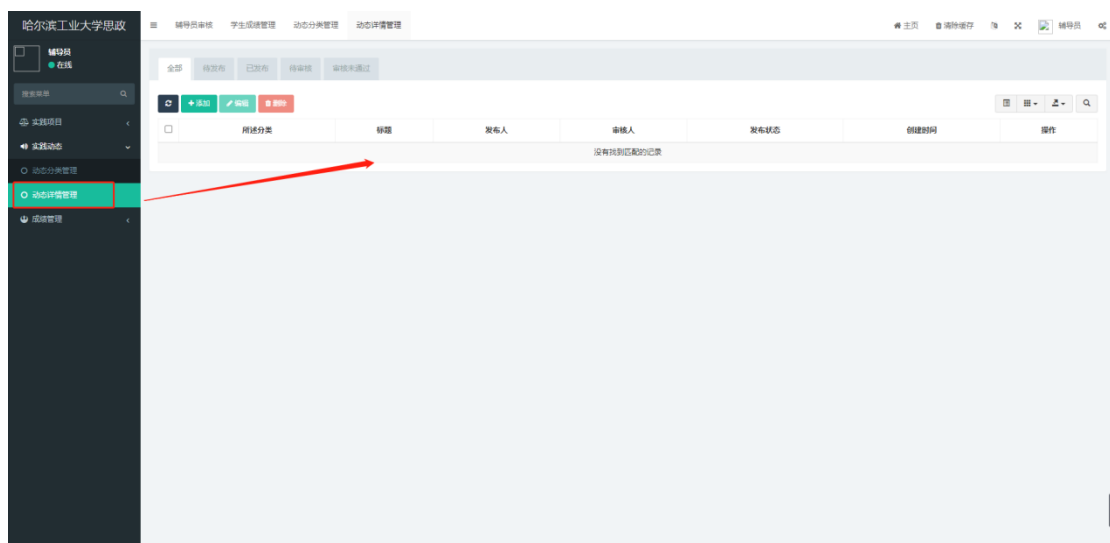 哈尔滨工业大学思政
辅导员审核 学生成绩管理 动态分类管理 动态详情管理
主页 清除缓存 辅导员
辅导员
在线
全部 待发布 已发布 待审核 审核未通过
搜索菜单
添加 编辑 删除
实践项目
所述分类 标题 发布人 审核人 发布状态 创建时间 操作
实践动态
没有找到匹配的记录
动态分类管理
动态详情管理
成绩管理